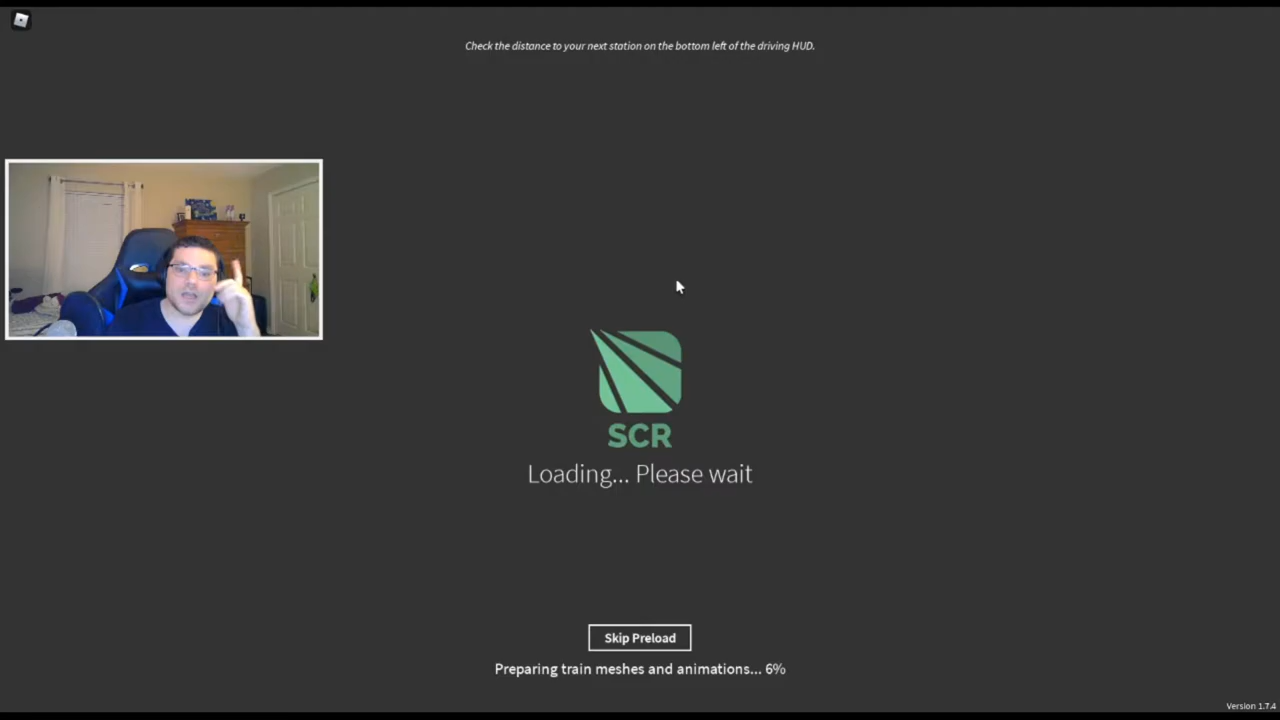 Check the distance to your next station on the bottom left of the driving HUD.
SCR
Loading... Please wait
Skip Preload
Preparing train meshes and animations... 6%
Version 1.7.4